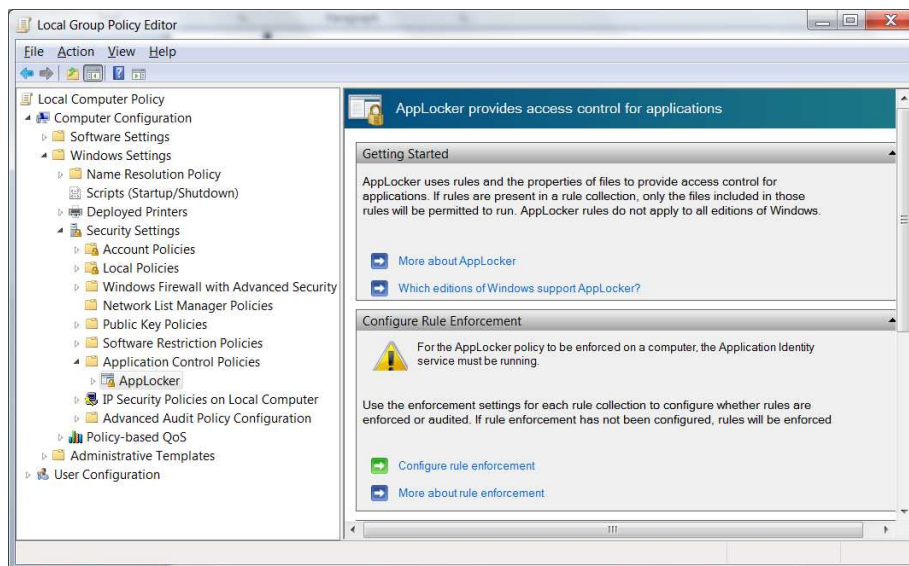 Local Group Policy Editor
File Action View Help
Local Computer Policy
Computer Configuration
Software Settings
Windows Settings
Name Resolution Policy
Scripts (Startup/Shutdown)
Deployed Printers
Security Settings
Account Policies
Local Policies
Windows Firewall with Advanced Security
Network List Manager Policies
Public Key Policies
Software Restriction Policies
Application Control Policies
AppLocker
IP Security Policies on Local Computer
Advanced Audit Policy Configuration
Policy-based QoS
Administrative Templates
User Configuration
AppLocker provides access control for applications
Getting Started
AppLocker uses rules and the properties of files to provide access control for
applications. If rules are present in a rule collection, only the files included in those
rules will be permitted to run. AppLocker rules do not apply to all editions of Windows.
More about AppLocker
Which editions of Windows support AppLocker?
Configure Rule Enforcement
For the AppLocker policy to be enforced on a computer, the Application Identity
service must be running.
Use the enforcement settings for each rule collection to configure whether rules are
enforced or audited. If rule enforcement has not been configured, rules will be enforced
Configure rule enforcement
More about rule enforcement